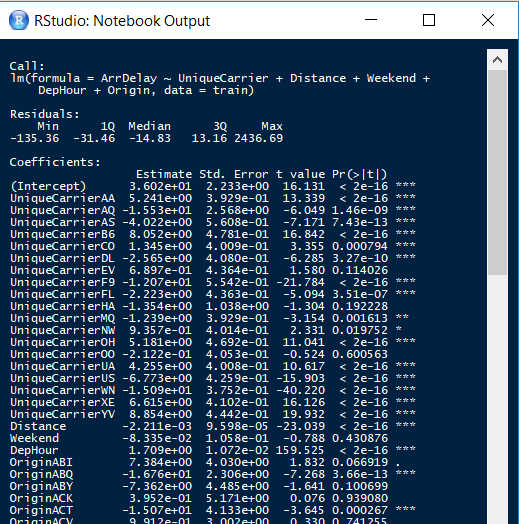 R RStudio: Notebook Output
Call:
lm(formula = ArrDelay ~ UniqueCarrier + Distance + Weekend +
    DepHour + Origin, data = train)
Residuals:
    Min      1Q  Median      3Q     Max
-135.36  -31.46  -14.83   13.16 2436.69
Coefficients:
                  Estimate Std. Error t value Pr(>|t|)
(Intercept)      3.602e+01  2.233e+00  16.131  < 2e-16 ***
UniqueCarrierAA  5.241e+00  3.929e-01  13.339  < 2e-16 ***
UniqueCarrierAQ -1.553e+01  2.568e+00  -6.049 1.46e-09 ***
UniqueCarrierAS -4.022e+00  5.608e-01  -7.171 7.43e-13 ***
UniqueCarrierB6  8.052e+00  4.781e-01  16.842  < 2e-16 ***
UniqueCarrierCO  1.345e+00  4.009e-01   3.355 0.000794 ***
UniqueCarrierDL -2.565e+00  4.080e-01  -6.285 3.27e-10 ***
UniqueCarrierEV  6.897e-01  4.364e-01   1.580 0.114026
UniqueCarrierF9 -1.207e+01  5.542e-01 -21.784  < 2e-16 ***
UniqueCarrierFL -2.223e+00  4.363e-01  -5.094 3.51e-07 ***
UniqueCarrierHA -1.354e+00  1.038e+00  -1.304 0.192228
UniqueCarrierMQ -1.239e+00  3.929e-01  -3.154 0.001613 **
UniqueCarrierNW  9.357e-01  4.014e-01   2.331 0.019752 *
UniqueCarrierOH  5.181e+00  4.692e-01  11.041  < 2e-16 ***
UniqueCarrierOO -2.122e-01  4.053e-01  -0.524 0.600563
UniqueCarrierUA  4.255e+00  4.008e-01  10.617  < 2e-16 ***
UniqueCarrierUS -6.773e+00  4.259e-01 -15.903  < 2e-16 ***
UniqueCarrierWN -1.509e+01  3.752e-01 -40.220  < 2e-16 ***
UniqueCarrierXE  6.615e+00  4.102e-01  16.126  < 2e-16 ***
UniqueCarrierYV  8.854e+00  4.442e-01  19.932  < 2e-16 ***
Distance        -2.211e-03  9.598e-05 -23.039  < 2e-16 ***
Weekend         -8.335e-02  1.058e-01  -0.788 0.430876
DepHour          1.709e+00  1.072e-02 159.525  < 2e-16 ***
OriginABI        7.384e+00  4.030e+00   1.832 0.066919 .
OriginABQ       -1.676e+01  2.306e+00  -7.268 3.66e-13 ***
OriginABY       -7.362e+00  4.485e+00  -1.641 0.100699
OriginACK        3.952e-01  5.171e+00   0.076 0.939080
OriginACT       -1.507e+01  4.133e+00  -3.645 0.000267 ***
OriginACV        9.912e-01  3.002e+00   0.330 0.741255